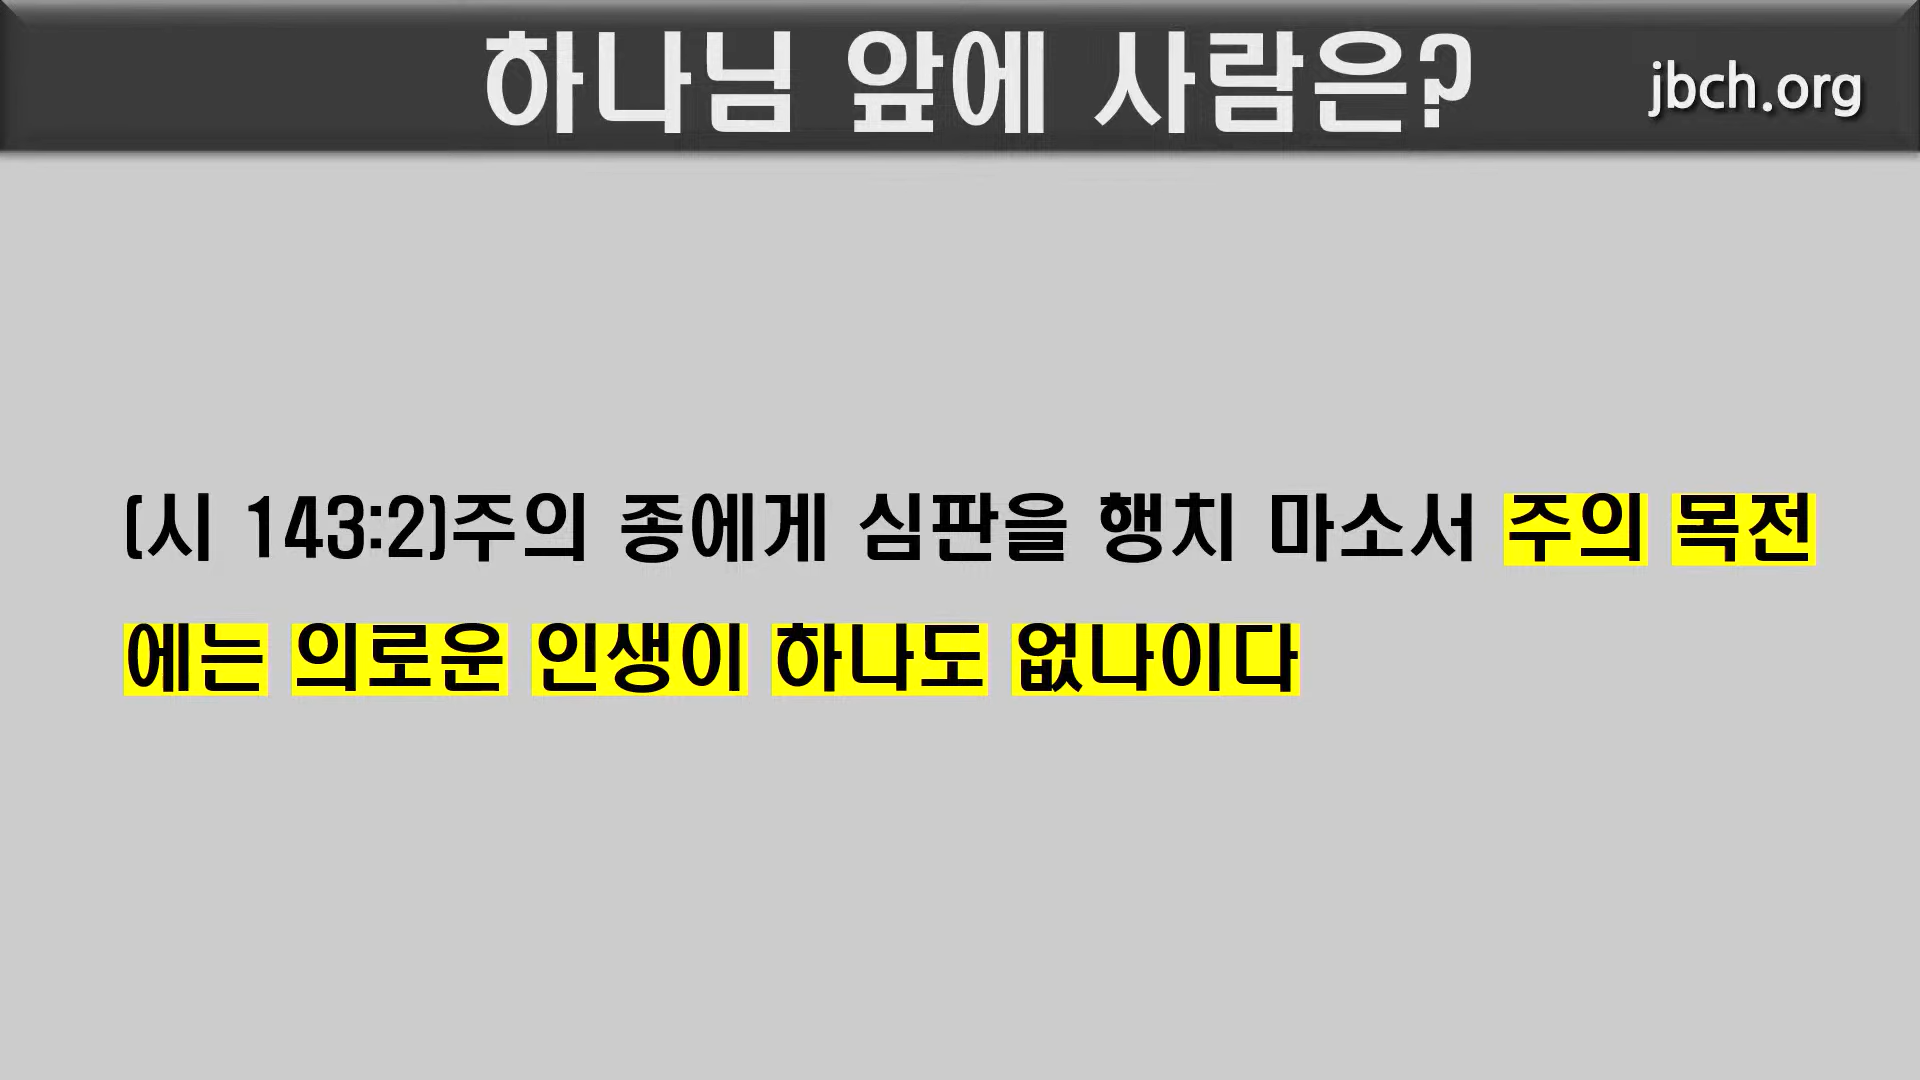 하나님 앞에 사람은?
jbch.org
(시 143:2)주의 종에게 심판을 행치 마소서 주의 목전
에는 의로운 인생이 하나도 없나이다